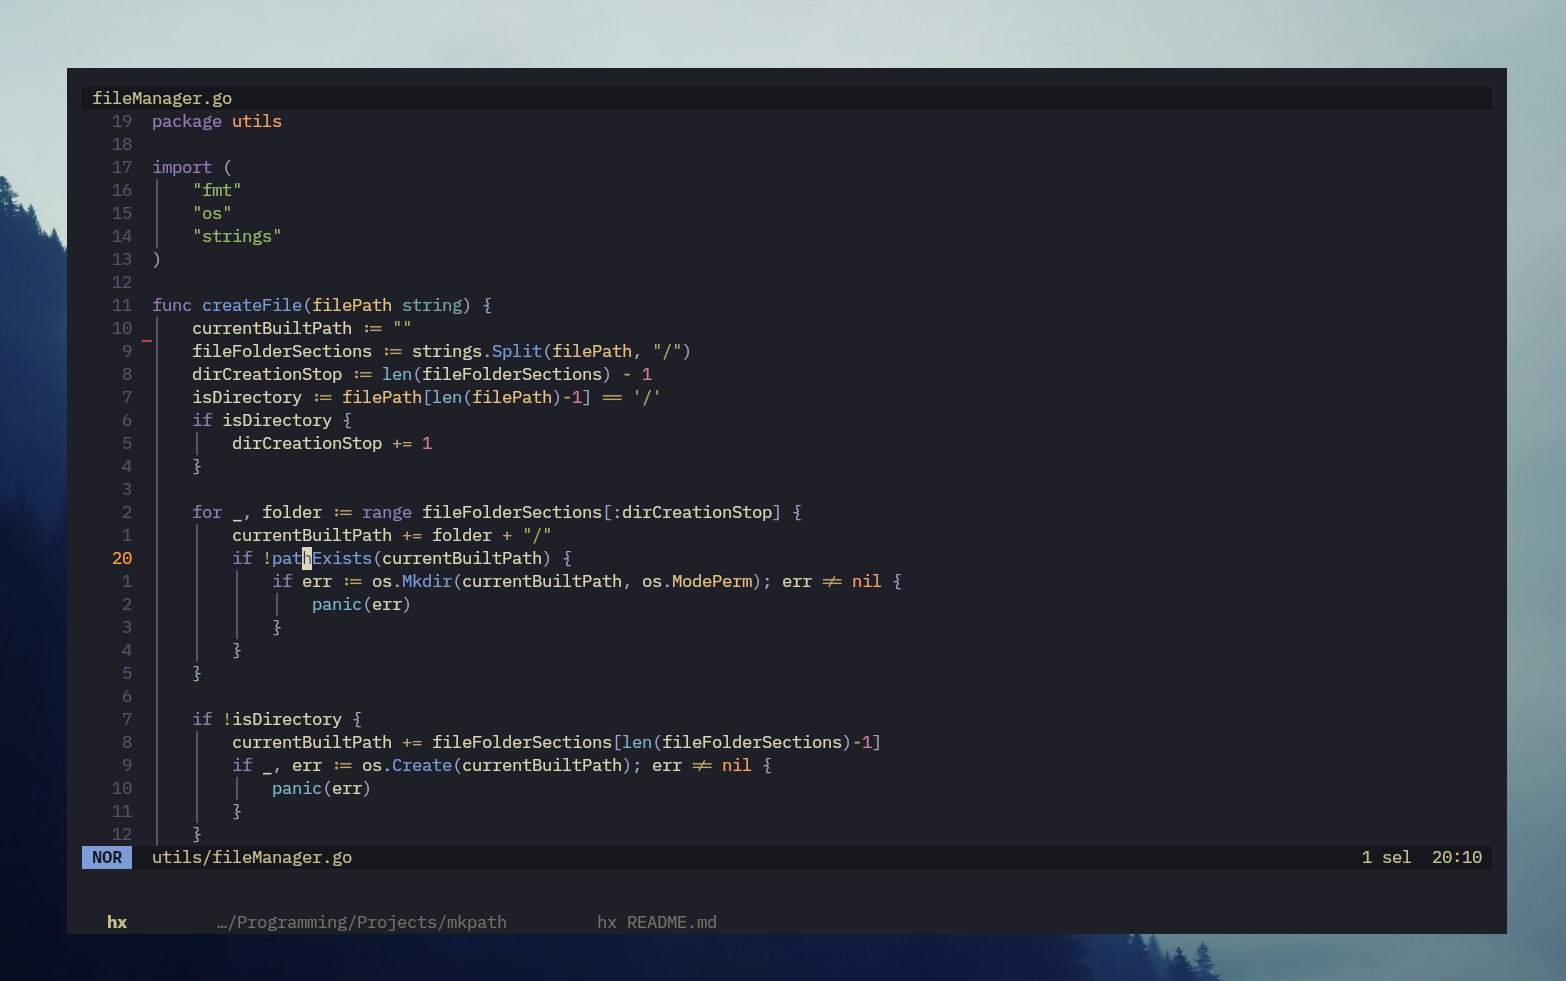 fileManager.go
19 package utils
18
17 import (
16 "fmt"
15 "os"
14 "strings"
13 )
12
11 func createFile(filePath string) {
10 currentBuiltPath := ""
9 fileFolderSections := strings.Split(filePath, "/")
8 dirCreationStop := len(fileFolderSections) - 1
7 isDirectory := filePath[len(filePath)-1] == '/'
6 if isDirectory {
5 dirCreationStop += 1
4 }
3
2 for _, folder := range fileFolderSections[:dirCreationStop] {
1 currentBuiltPath += folder + "/"
20 if !pathExists(currentBuiltPath) {
1 if err := os.Mkdir(currentBuiltPath, os.ModePerm); err != nil {
2 panic(err)
3 }
4 }
5 }
6
7 if !isDirectory {
8 currentBuiltPath += fileFolderSections[len(fileFolderSections)-1]
9 if _, err := os.Create(currentBuiltPath); err != nil {
10 panic(err)
11 }
12 }
NOR utils/fileManager.go 1 sel 20:10
hx …/Programming/Projects/mkpath hx README.md